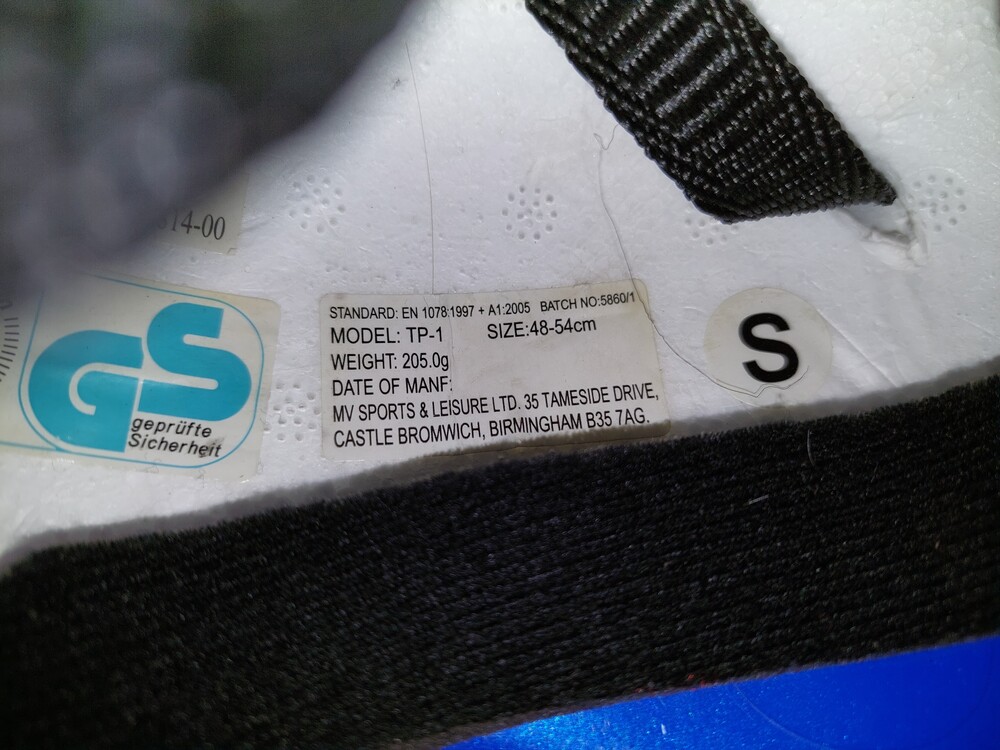 14-00
GS
geprüfte
Sicherheit
STANDARD: EN 1078:1997 + A1:2005 BATCH NO:5860/1
MODEL: TP-1 SIZE:48-54cm
WEIGHT: 205.0g
DATE OF MANF:
MV SPORTS & LEISURE LTD. 35 TAMESIDE DRIVE,
CASTLE BROMWICH, BIRMINGHAM B35 7AG.
S